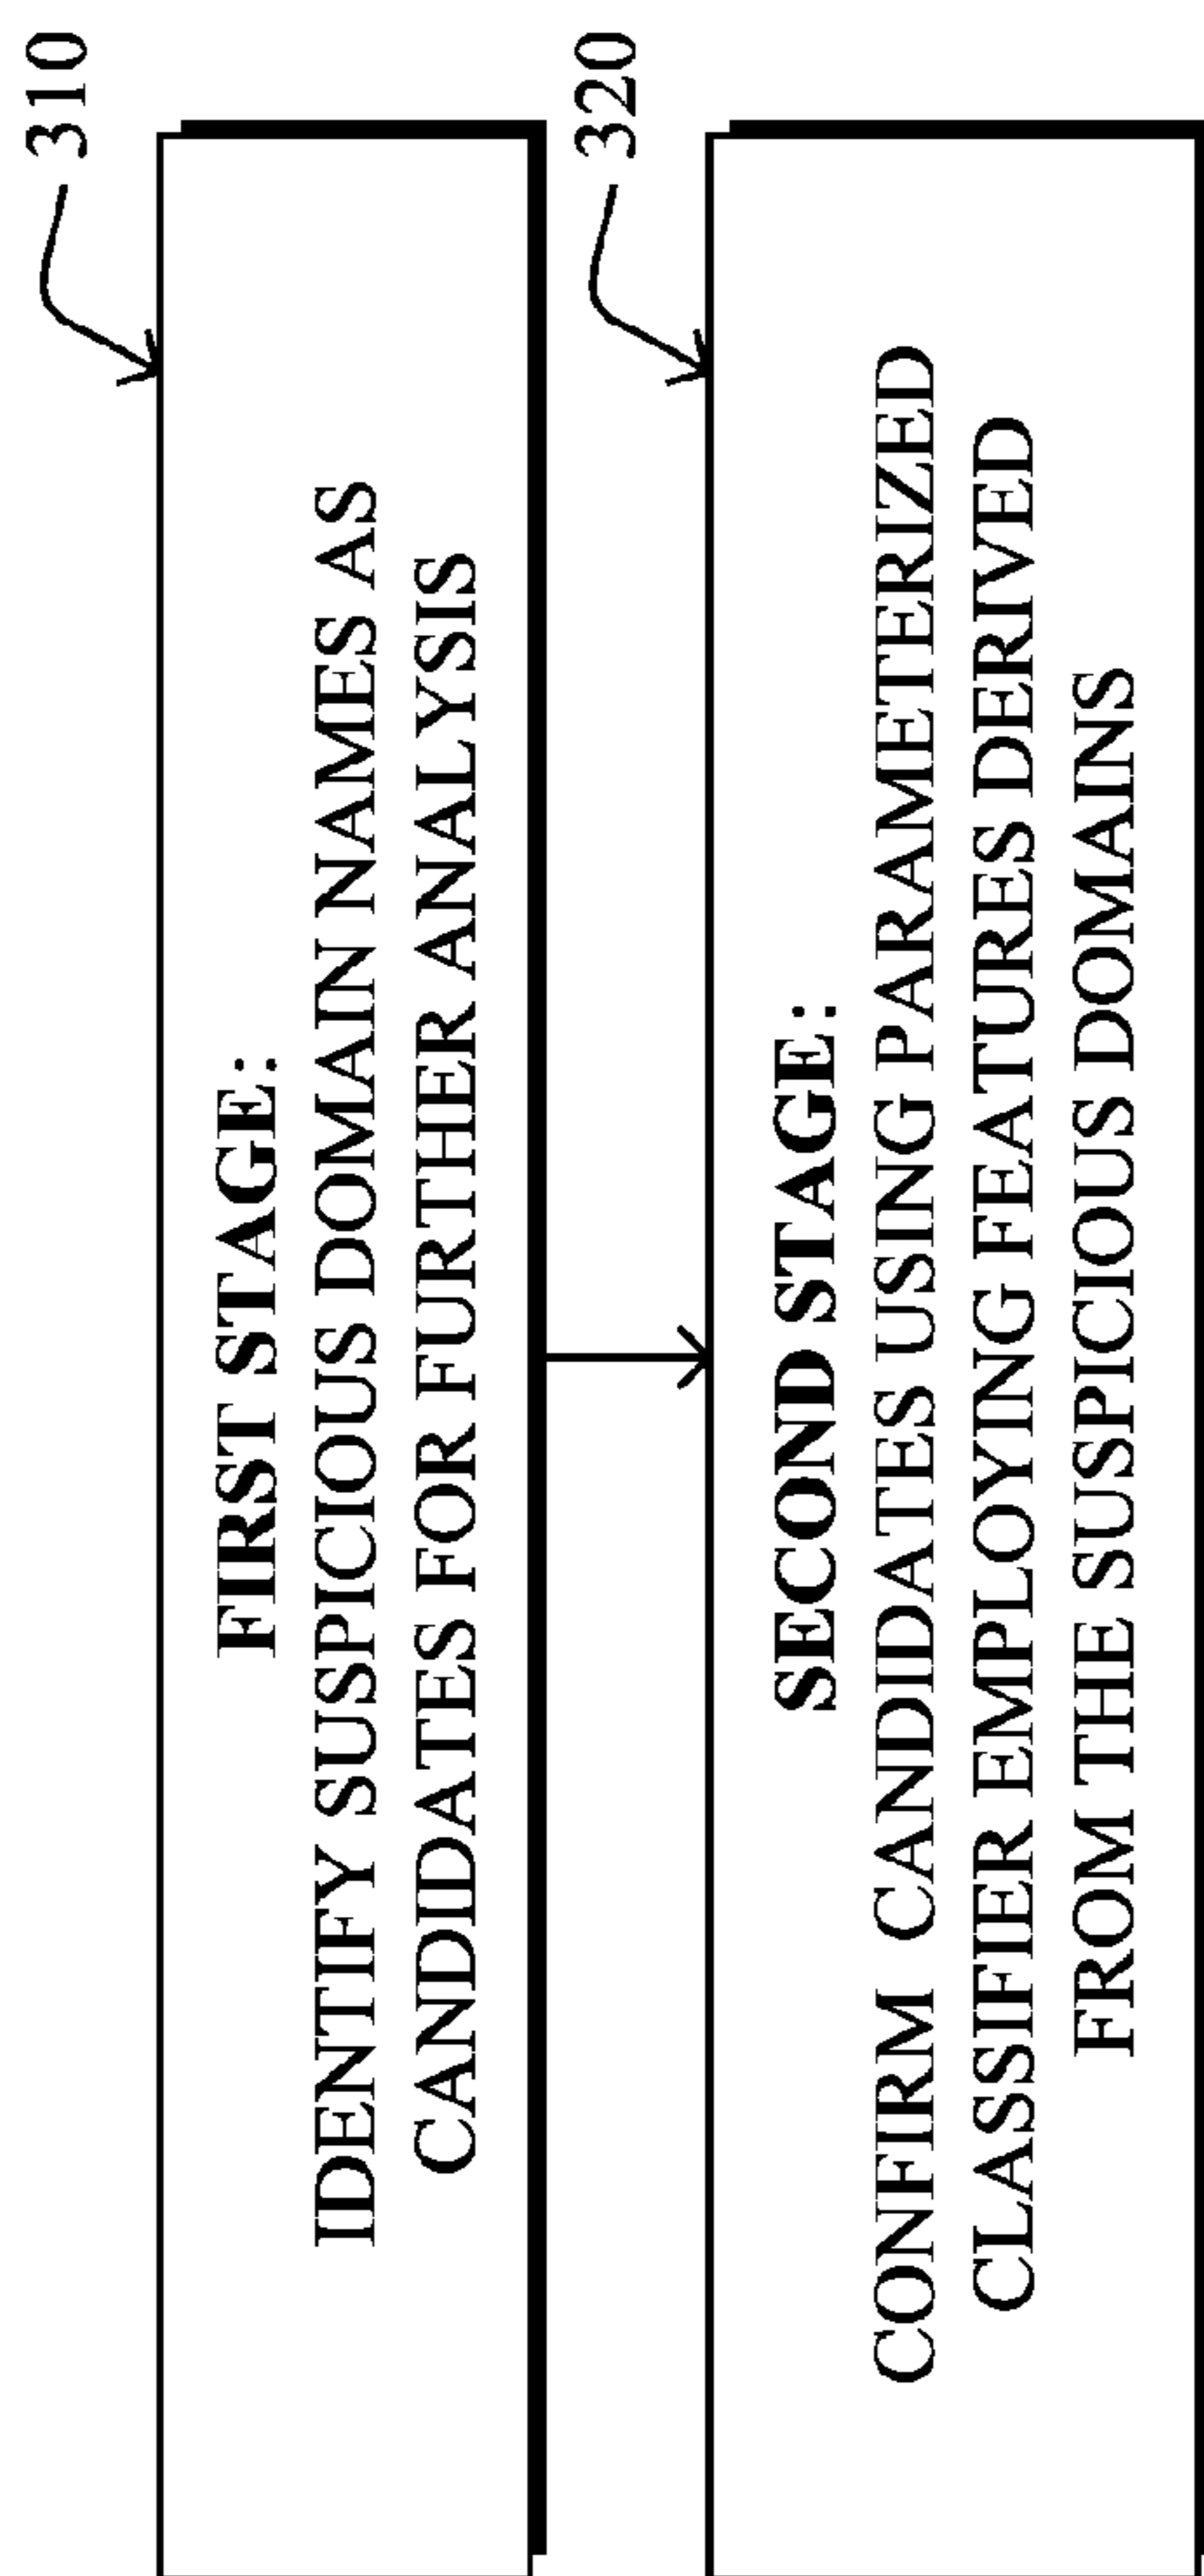 310
FIRST STAGE:
IDENTIFY SUSPICIOUS DOMAIN NAMES AS
CANDIDATES FOR FURTHER ANALYSIS
320
SECOND STAGE:
CONFIRM CANDIDATES USING PARAMETERIZED
CLASSIFIER EMPLOYING FEATURES DERIVED
FROM THE SUSPICIOUS DOMAINS